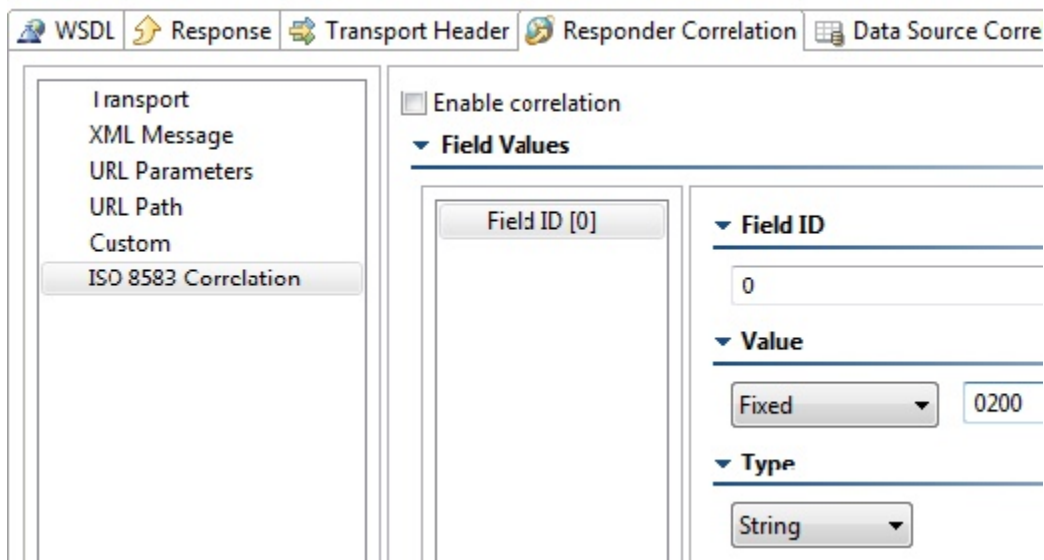 WSDL Response Transport Header Responder Correlation Data Source Corre
Transport
XML Message
URL Parameters
URL Path
Custom
ISO 8583 Correlation
Enable correlation
Field Values
Field ID [0]
Field ID
0
Value
Fixed 0200
Type
String